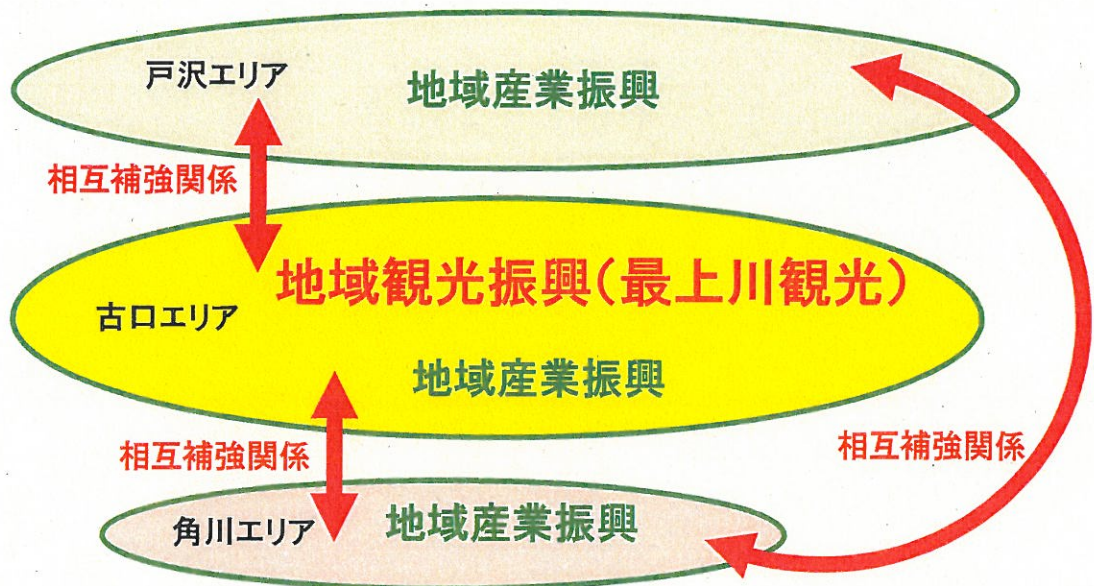 戸沢エリア
地域産業振興
相互補強関係
地域観光振興(最上川観光)
古口エリア
地域産業振興
相互補強関係
相互補強関係
角川エリア
地域産業振興